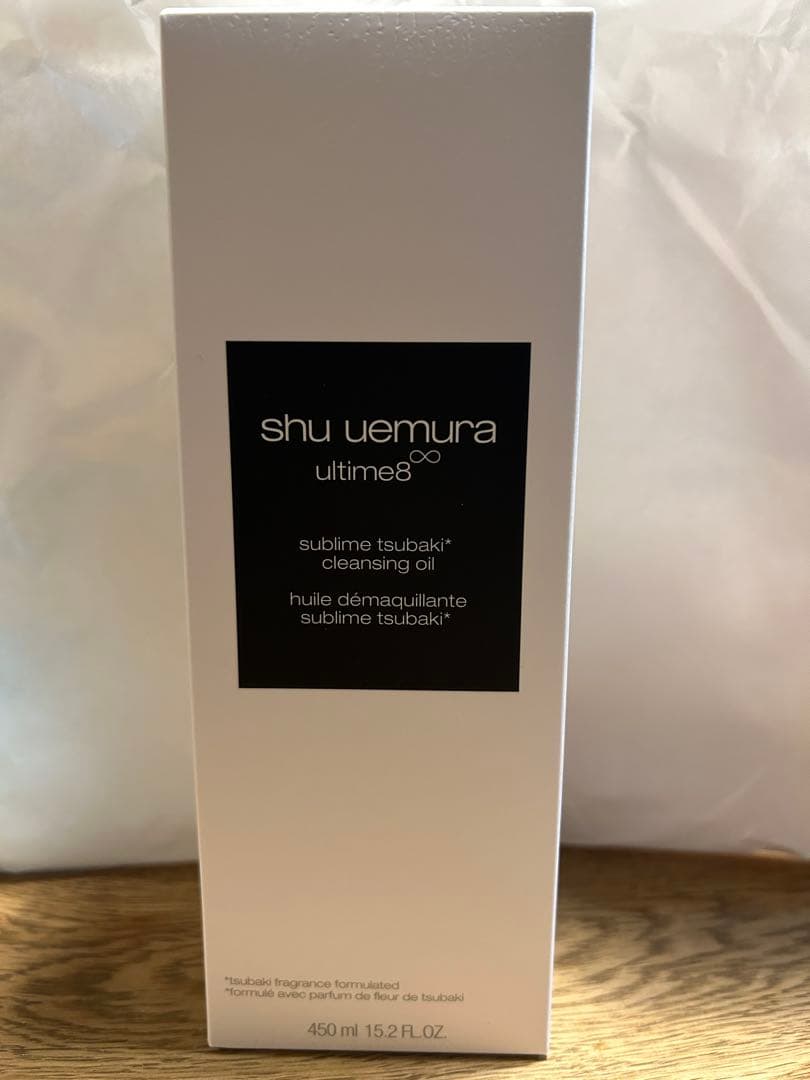 shu uemura
ultime8∞
sublime tsubaki*
cleansing oil
huile démaquillante
sublime tsubaki*
*tsubaki fragrance formulated
*formulé avec parfum de fleur de tsubaki
450 ml 15.2 FL.OZ.